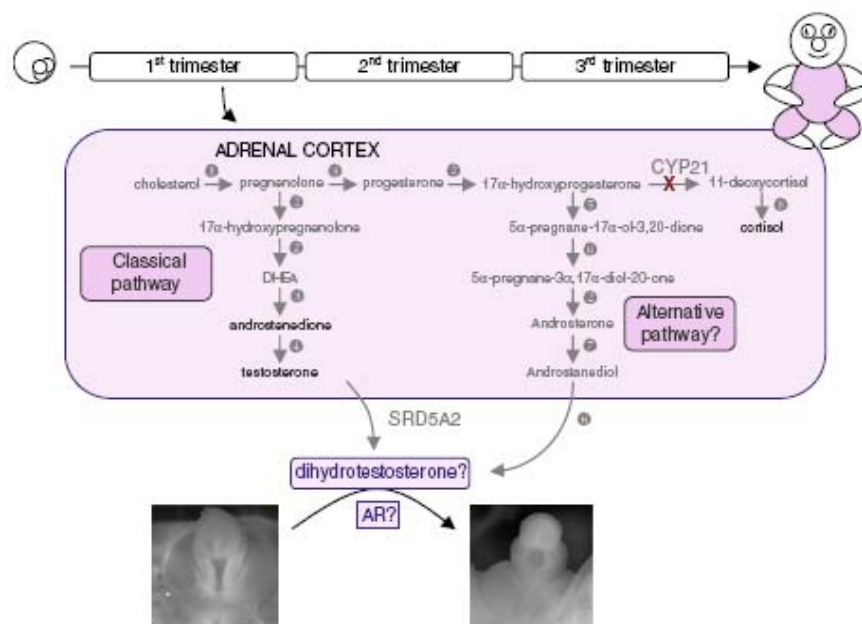 1st trimester 2nd trimester 3rd trimester
ADRENAL CORTEX
CYP21
cholesterol pregnenolone progesterone 17α-hydroxyprogesterone X 11-deoxycortisol
17α-hydroxypregnenolone 5α-pregnane-17α-ol-3,20-dione cortisol
Classical
pathway
DHEA 5α-pregnane-3α,17α-diol-20-one
androstenedione Androsterone
Alternative
pathway?
testosterone Androstanediol
SRD5A2
dihydrotestosterone?
AR?